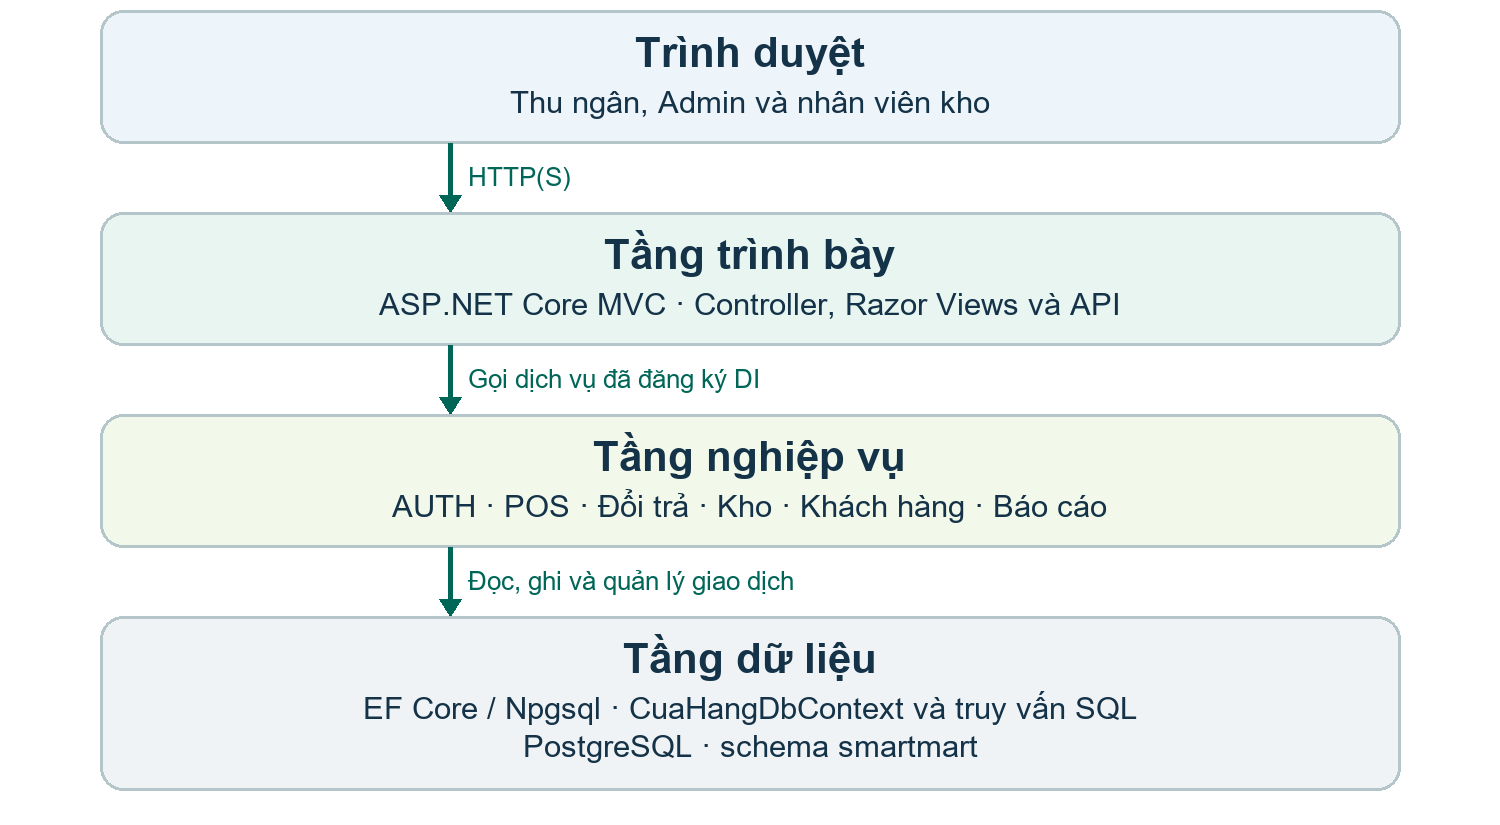 Trình duyệt
Thu ngân, Admin và nhân viên kho
HTTP(S)
Tầng trình bày
ASP.NET Core MVC · Controller, Razor Views và API
Gọi dịch vụ đã đăng ký DI
Tầng nghiệp vụ
AUTH · POS · Đổi trả · Kho · Khách hàng · Báo cáo
Đọc, ghi và quản lý giao dịch
Tầng dữ liệu
EF Core / Npgsql · CuaHangDbContext và truy vấn SQL
PostgreSQL · schema smartmart